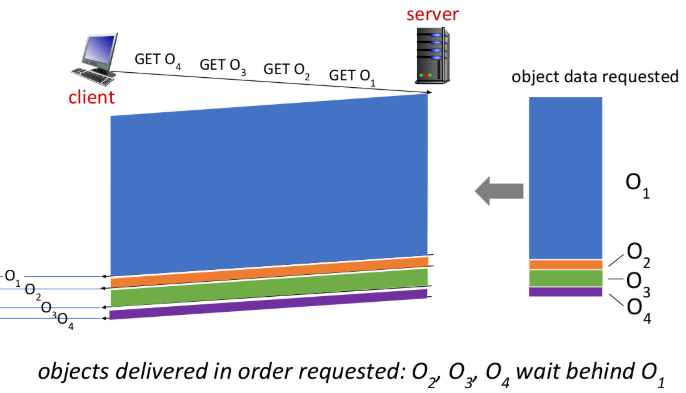 server
GET O4 GET O3 GET O2 GET O1
client
object data requested
O1
O2
O3
O4
O1
O2
O3
O4
objects delivered in order requested: O2, O3, O4 wait behind O1